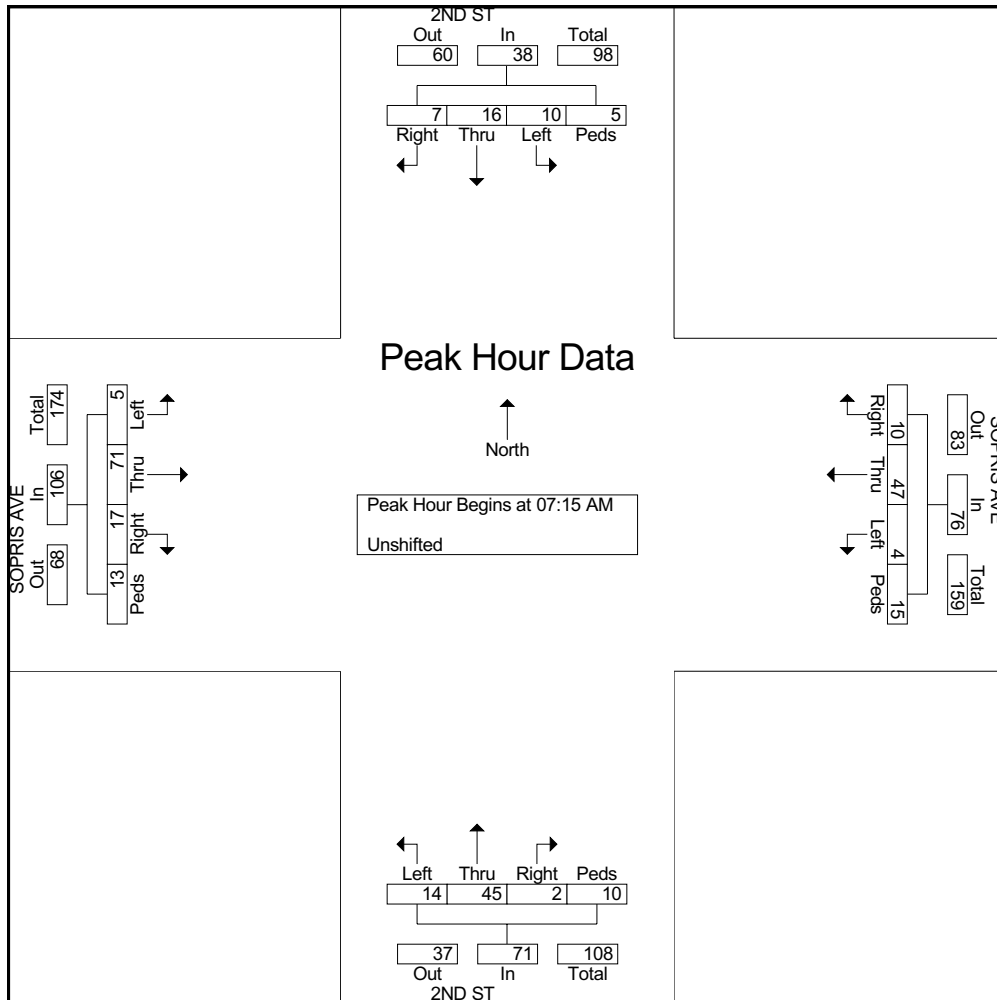 2ND ST
Out In Total
60 38 98
7 16 10 5
Right Thru Left Peds
Peak Hour Data
North
Peak Hour Begins at 07:15 AM
Unshifted
SOPRIS AVE
Total In Out
174 106 68
5 71 17 13
Left Thru Right Peds
SOPRIS AVE
Out In Total
83 76 159
10 47 4 15
Right Thru Left Peds
Left Thru Right Peds
14 45 2 10
37 71 108
Out In Total
2ND ST